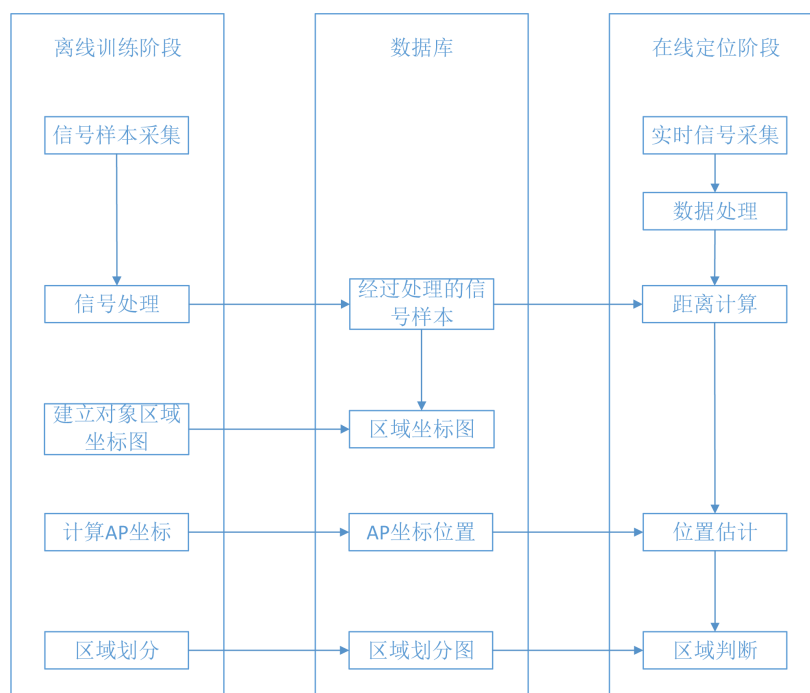 离线训练阶段
数据库
在线定位阶段
信号样本采集
实时信号采集
数据处理
信号处理
经过处理的信
号样本
距离计算
建立对象区域
坐标图
区域坐标图
计算AP坐标
AP坐标位置
位置估计
区域划分
区域划分图
区域判断